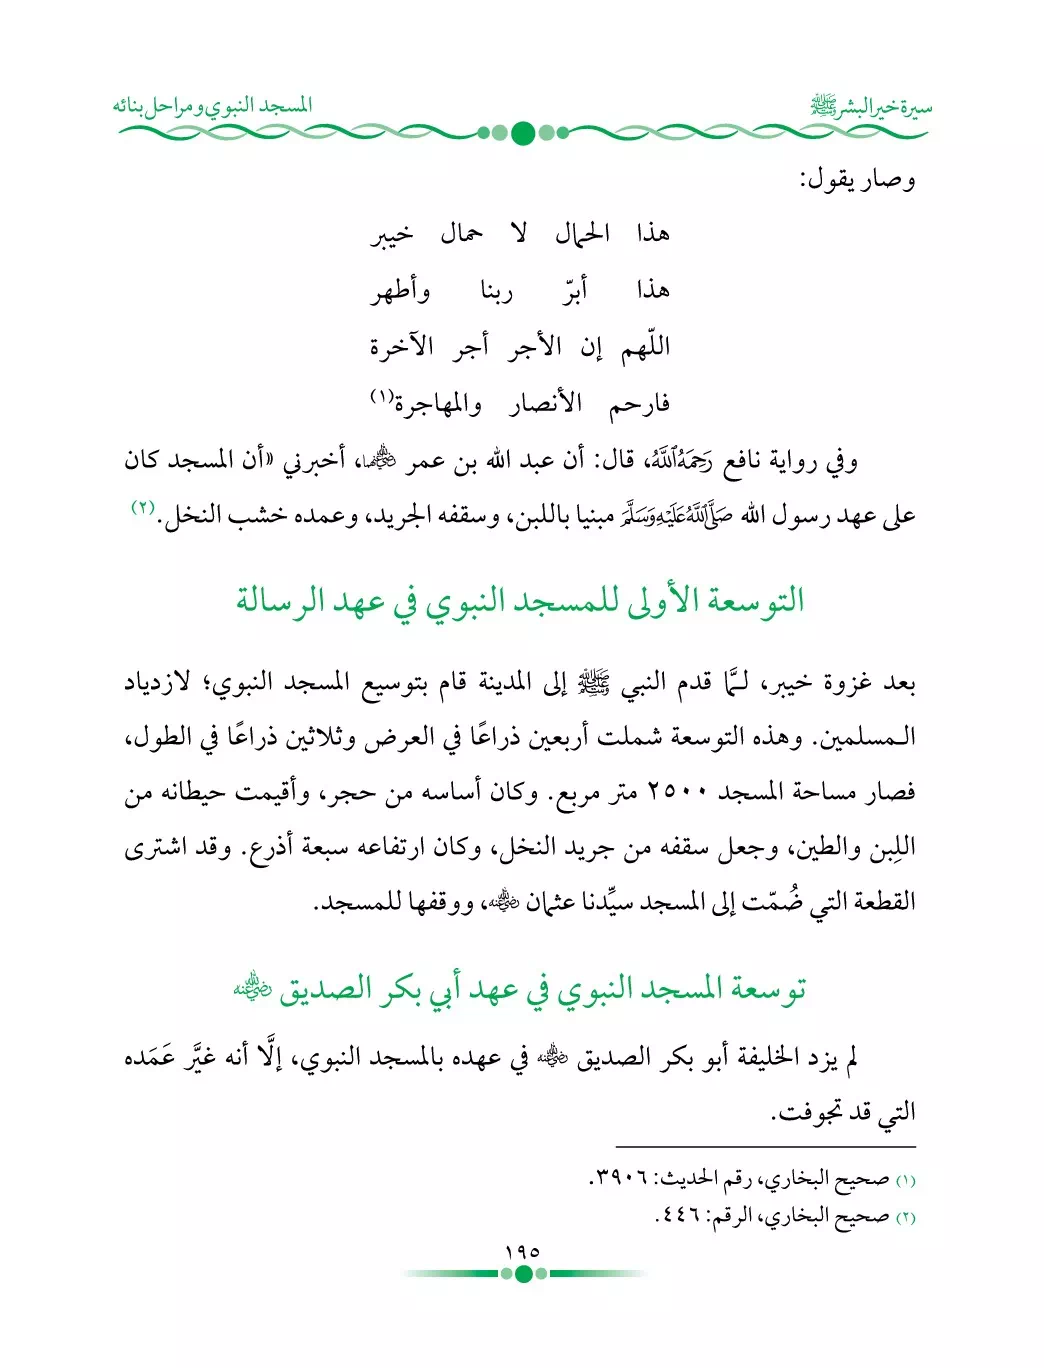 سيرة خير البشر ﷺ
المسجد النبوي ومراحل بنائه
وصار يقول:
هذا الحمال لا حمال خيبر
هذا أبرّ ربنا وأطهر
اللّهم إن الأجر أجر الآخرة
فارحم الأنصار والمهاجرة(١)
وفي رواية نافع رَحِمَهُ ٱللَّهُ، قال: أن عبد الله بن عمر رضي الله عنهما، أخبرني «أن المسجد كان
على عهد رسول الله صَلَّى ٱللَّهُ عَلَيْهِ وَسَلَّمَ مبنيا باللبن، وسقفه الجريد، وعمده خشب النخل.(٢)
التوسعة الأولى للمسجد النبوي في عهد الرسالة
بعد غزوة خيبر، لـمَّا قدم النبي ﷺ إلى المدينة قام بتوسيع المسجد النبوي؛ لازدياد
الـمسلمين. وهذه التوسعة شملت أربعين ذراعًا في العرض وثلاثين ذراعًا في الطول،
فصار مساحة المسجد ٢٥٠٠ متر مربع. وكان أساسه من حجر، وأقيمت حيطانه من
اللِبن والطين، وجعل سقفه من جريد النخل، وكان ارتفاعه سبعة أذرع. وقد اشترى
القطعة التي ضُمّت إلى المسجد سيِّدنا عثمان رضي الله عنه، ووقفها للمسجد.
توسعة المسجد النبوي في عهد أبي بكر الصديق رضي الله عنه
لم يزد الخليفة أبو بكر الصديق رضي الله عنه في عهده بالمسجد النبوي، إلَّا أنه غيَّر عَمَده
التي قد تجوفت.
(١) صحيح البخاري، رقم الحديث: ٣٩٠٦.
(٢) صحيح البخاري، الرقم: ٤٤٦.
١٩٥